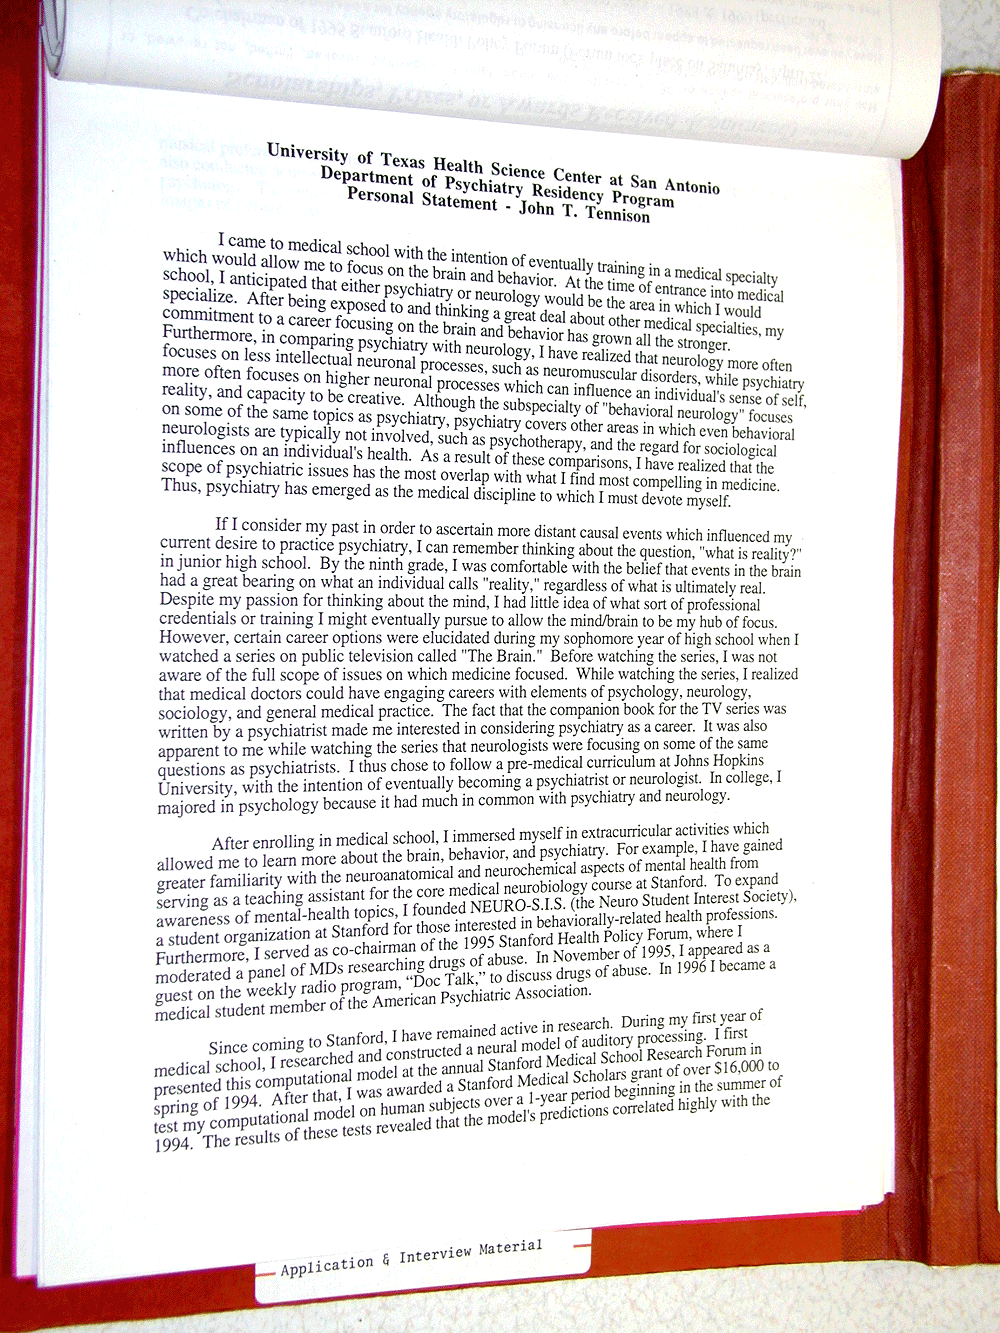 Scholarships, Prizes, or Awards Received (continued)
University of Texas Health Science Center at San Antonio
Department of Psychiatry Residency Program
Personal Statement - John T. Tennison
I came to medical school with the intention of eventually training in a medical specialty
which would allow me to focus on the brain and behavior. At the time of entrance into medical
school, I anticipated that either psychiatry or neurology would be the area in which I would
specialize. After being exposed to and thinking a great deal about other medical specialties, my
commitment to a career focusing on the brain and behavior has grown all the stronger.
Furthermore, in comparing psychiatry with neurology, I have realized that neurology more often
focuses on less intellectual neuronal processes, such as neuromuscular disorders, while psychiatry
more often focuses on higher neuronal processes which can influence an individual's sense of self,
reality, and capacity to be creative. Although the subspecialty of "behavioral neurology" focuses
on some of the same topics as psychiatry, psychiatry covers other areas in which even behavioral
neurologists are typically not involved, such as psychotherapy, and the regard for sociological
influences on an individual's health. As a result of these comparisons, I have realized that the
scope of psychiatric issues has the most overlap with what I find most compelling in medicine.
Thus, psychiatry has emerged as the medical discipline to which I must devote myself.
If I consider my past in order to ascertain more distant causal events which influenced my
current desire to practice psychiatry, I can remember thinking about the question, "what is reality?"
in junior high school. By the ninth grade, I was comfortable with the belief that events in the brain
had a great bearing on what an individual calls "reality," regardless of what is ultimately real.
Despite my passion for thinking about the mind, I had little idea of what sort of professional
credentials or training I might eventually pursue to allow the mind/brain to be my hub of focus.
However, certain career options were elucidated during my sophomore year of high school when I
watched a series on public television called "The Brain." Before watching the series, I was not
aware of the full scope of issues on which medicine focused. While watching the series, I realized
that medical doctors could have engaging careers with elements of psychology, neurology,
sociology, and general medical practice. The fact that the companion book for the TV series was
written by a psychiatrist made me interested in considering psychiatry as a career. It was also
apparent to me while watching the series that neurologists were focusing on some of the same
questions as psychiatrists. I thus chose to follow a pre-medical curriculum at Johns Hopkins
University, with the intention of eventually becoming a psychiatrist or neurologist. In college, I
majored in psychology because it had much in common with psychiatry and neurology.
After enrolling in medical school, I immersed myself in extracurricular activities which
allowed me to learn more about the brain, behavior, and psychiatry. For example, I have gained
greater familiarity with the neuroanatomical and neurochemical aspects of mental health from
serving as a teaching assistant for the core medical neurobiology course at Stanford. To expand
awareness of mental-health topics, I founded NEURO-S.I.S. (the Neuro Student Interest Society),
a student organization at Stanford for those interested in behaviorally-related health professions.
Furthermore, I served as co-chairman of the 1995 Stanford Health Policy Forum, where I
moderated a panel of MDs researching drugs of abuse. In November of 1995, I appeared as a
guest on the weekly radio program, “Doc Talk,” to discuss drugs of abuse. In 1996 I became a
medical student member of the American Psychiatric Association.
Since coming to Stanford, I have remained active in research. During my first year of
medical school, I researched and constructed a neural model of auditory processing. I first
presented this computational model at the annual Stanford Medical School Research Forum in
spring of 1994. After that, I was awarded a Stanford Medical Scholars grant of over $16,000 to
test my computational model on human subjects over a 1-year period beginning in the summer of
1994. The results of these tests revealed that the model's predictions correlated highly with the
Application & Interview Material